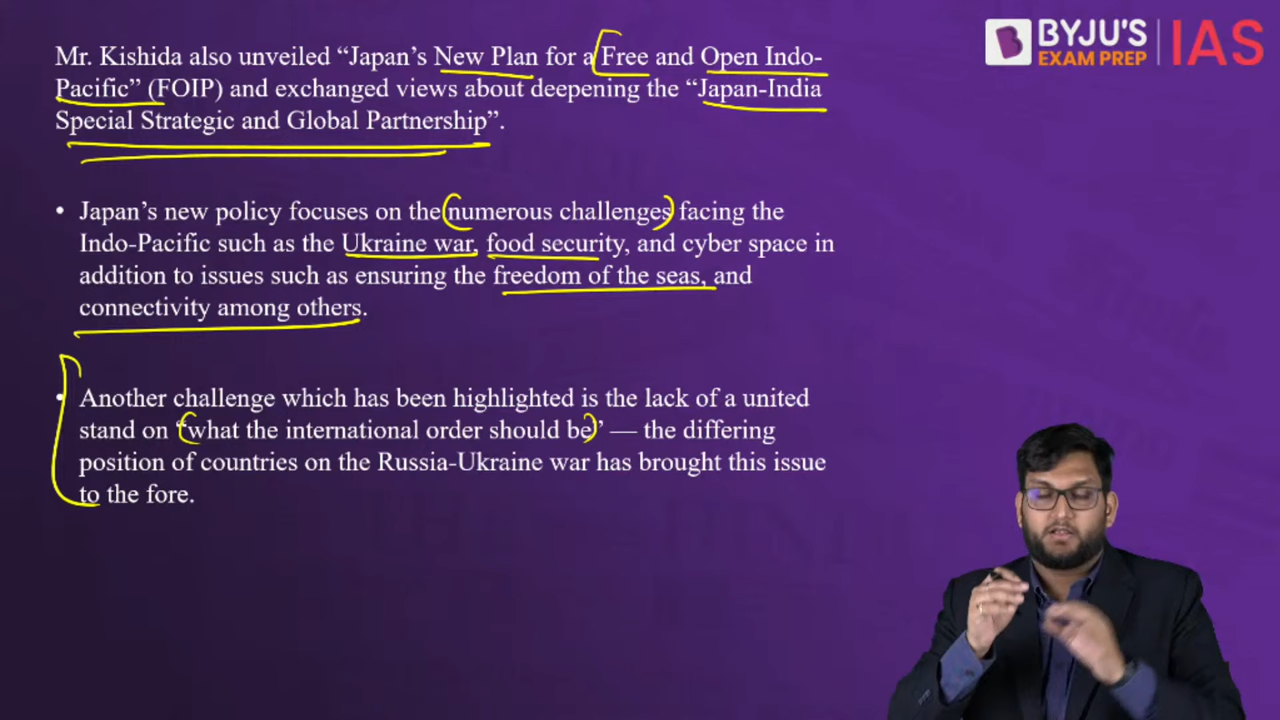 Mr. Kishida also unveiled “Japan’s New Plan for a Free and Open Indo-
Pacific” (FOIP) and exchanged views about deepening the “Japan-India
Special Strategic and Global Partnership”.
• Japan’s new policy focuses on the numerous challenges facing the
Indo-Pacific such as the Ukraine war, food security, and cyber space in
addition to issues such as ensuring the freedom of the seas, and
connectivity among others.
• Another challenge which has been highlighted is the lack of a united
stand on “what the international order should be” — the differing
position of countries on the Russia-Ukraine war has brought this issue
to the fore.
BYJU'S
EXAM PREP
IAS